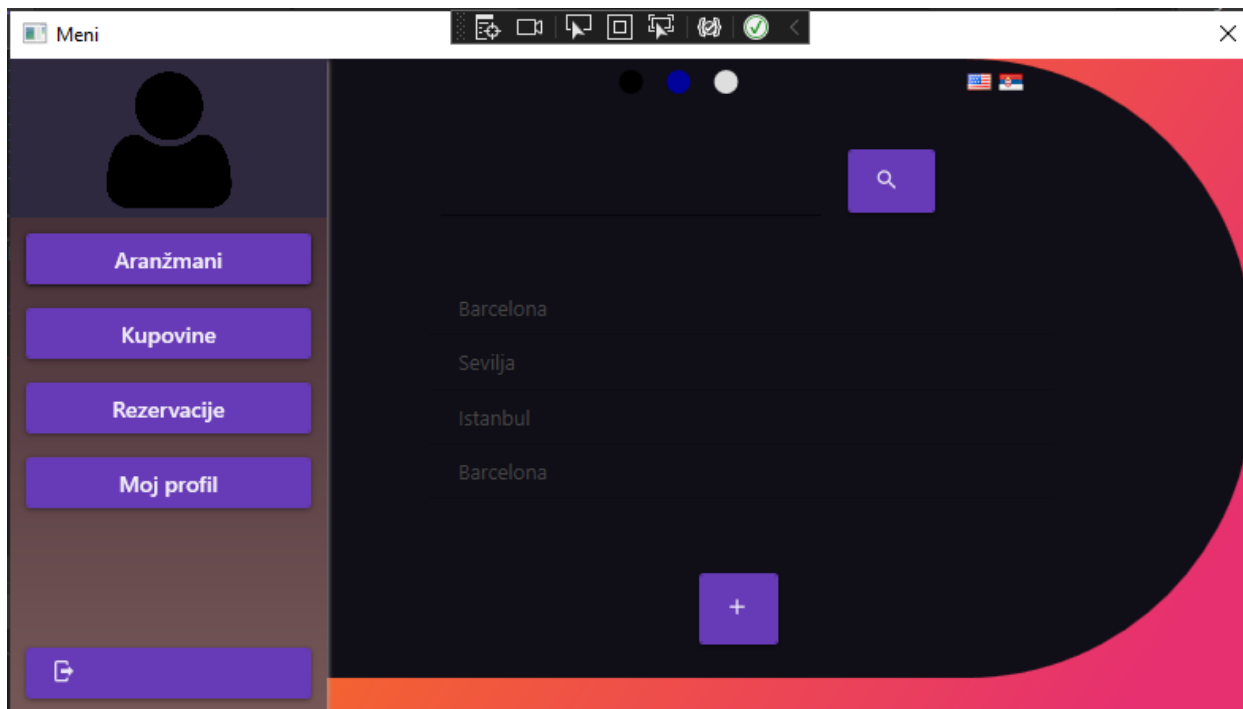 Meni
Aranžmani
Kupovine
Rezervacije
Moj profil
Barcelona
Sevilja
Istanbul
Barcelona
+